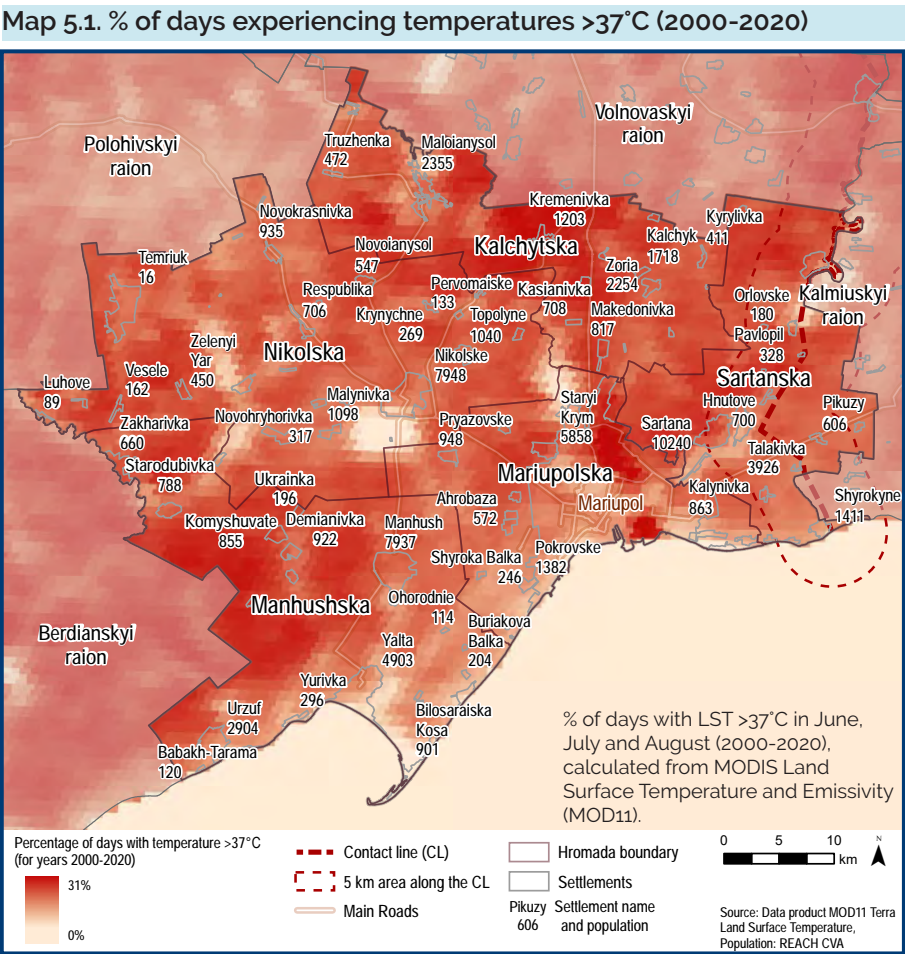 Map 5.1. % of days experiencing temperatures >37°C (2000-2020)
Polohivskyi
raion
Volnovaskyi
raion
Truzhenka
472
Maloianysol
2355
Novokrasnivka
935
Kremenivka
1203
Kyrylivka
411
Kalchyk
1718
Kalchytska
Novoianysol
547
Temriuk
16
Zoria
2254
Respublika
706
Pervomaiske
133
Kasianivka
708
Orlovske
180
Kalmiuskyi
raion
Krynychne
269
Topolyne
1040
Makedonivka
817
Pavlopil
328
Zelenyi
Yar
450
Nikolska
Nikolske
7948
Vesele
162
Luhove
89
Sartanska
Malynivka
1098
Staryi
Krym
5858
Hnutove
700
Pikuzy
606
Zakharivka
660
Novohryhorivka
317
Pryazovske
948
Sartana
10240
Talakivka
3926
Starodubivka
788
Mariupolska
Ukrainka
196
Kalynivka
863
Shyrokyne
1411
Mariupol
Ahrobaza
572
Komyshuvate
855
Demianivka
922
Manhush
7937
Shyroka Balka
246
Pokrovske
1382
Manhushska
Ohorodnie
114
Buriakova
Balka
204
Berdianskyi
raion
Yalta
4903
Yurivka
296
Urzuf
2904
Bilosaraiska
Kosa
901
Babakh-Tarama
120
% of days with LST >37°C in June,
July and August (2000-2020),
calculated from MODIS Land
Surface Temperature and Emissivity
(MOD11).
Percentage of days with temperature >37°C
(for years 2000-2020)
31%
0%
Contact line (CL)
5 km area along the CL
Main Roads
Hromada boundary
Settlements
Pikuzy
606
Settlement name
and population
0 5 10
km
N
Source: Data product MOD11 Terra
Land Surface Temperature,
Population: REACH CVA